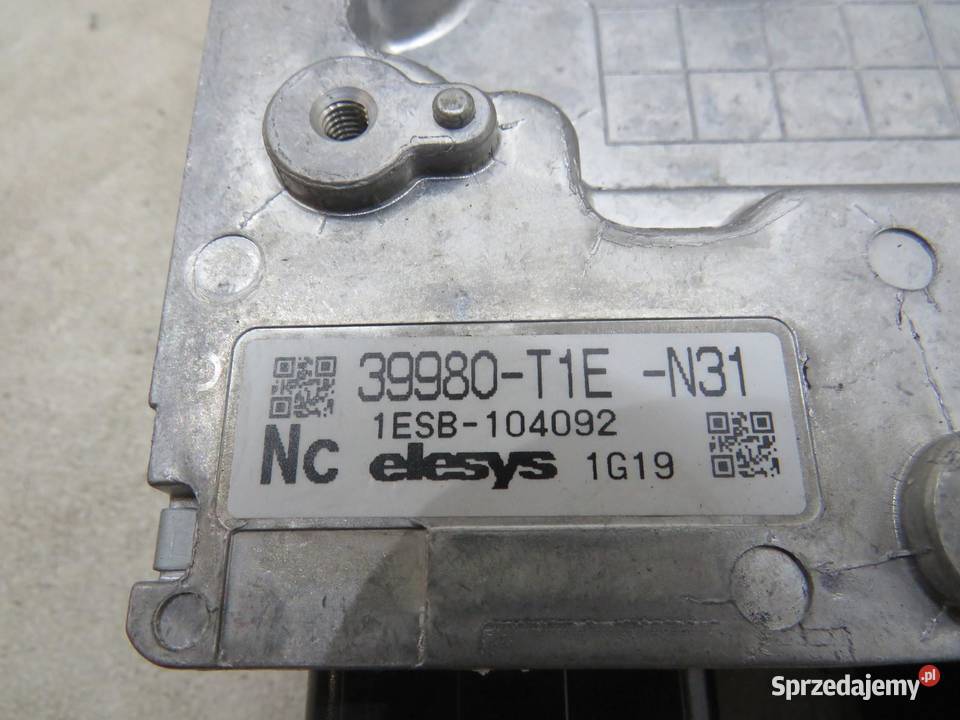 39980-T1E -N31
1ESB-104092
Nc elesys 1G19
Sprzedajemy.pl